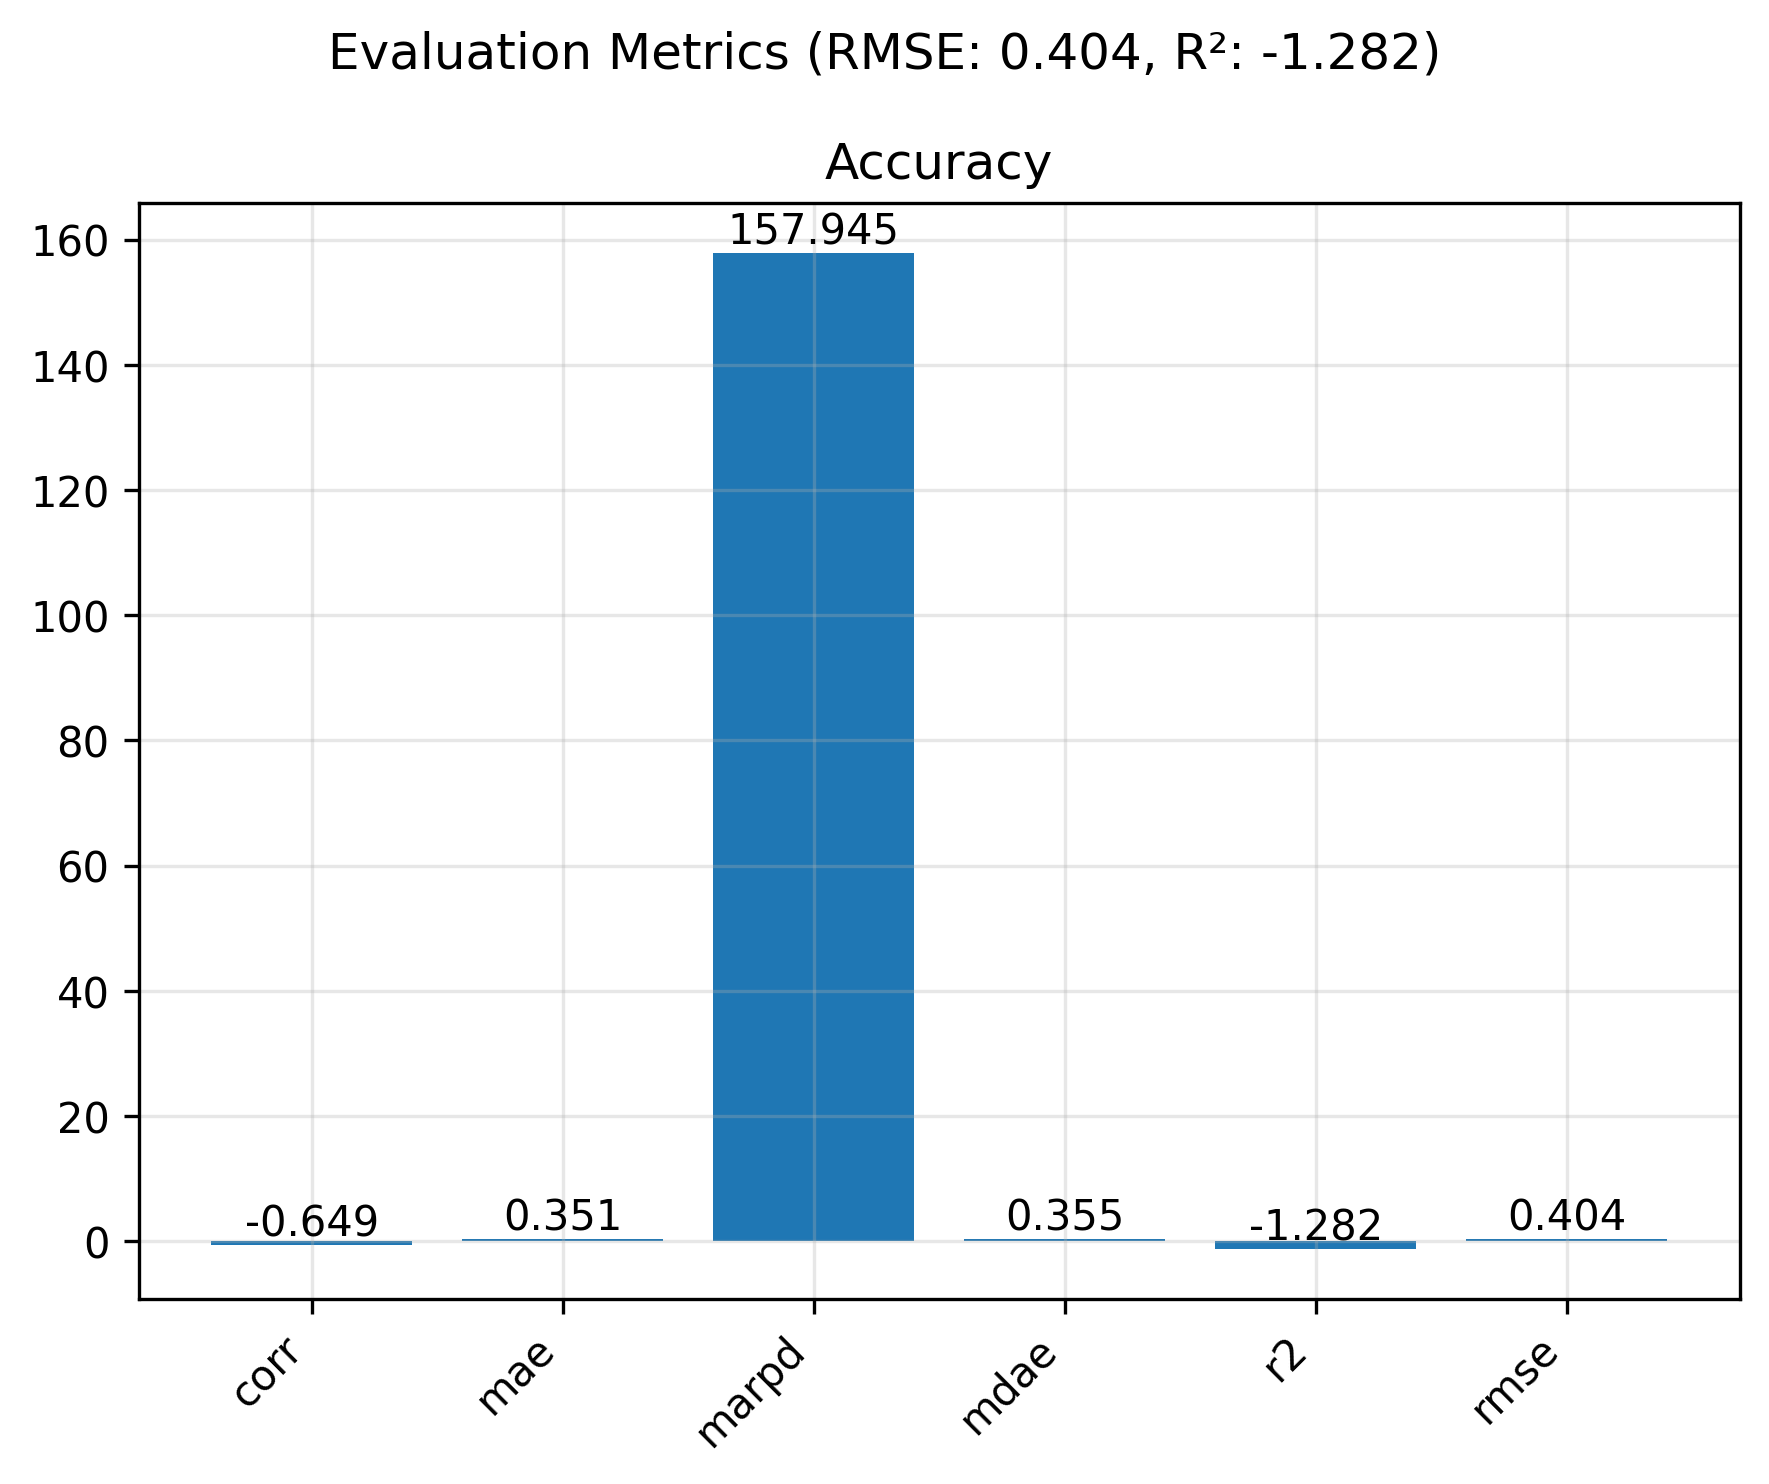 Evaluation Metrics (RMSE: 0.404, R²: -1.282)
Accuracy
160
140
120
100
80
60
40
20
0
157.945
-0.649
0.351
0.355
-1.282
0.404
corr
mae
marpd
mdae
r2
rmse